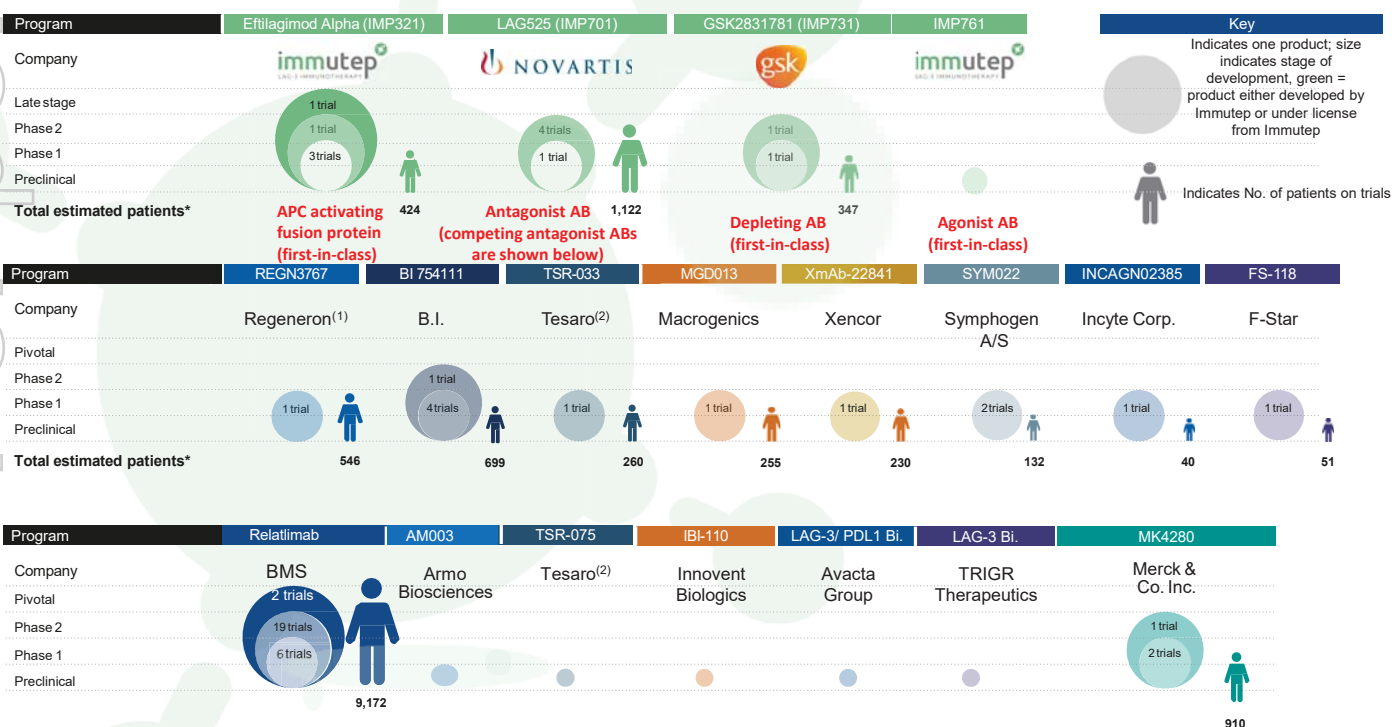 Program Eftilagimod Alpha (IMP321) LAG525 (IMP701) GSK2831781 (IMP731) IMP761 Key
Company immutep LAG-3 IMMUNOTHERAPY NOVARTIS gsk immutep LAG-3 IMMUNOTHERAPY
Indicates one product; size
indicates stage of
development, green =
product either developed by
Immutep or under license
from Immutep
Late stage 1 trial
Phase 2 1 trial 4 trials 1 trial
Phase 1 3 trials 1 trial 1 trial
Preclinical
Indicates No. of patients on trials
Total estimated patients* 424 1,122 347
APC activating
fusion protein
(first-in-class)
Antagonist AB
(competing antagonist ABs
are shown below)
Depleting AB
(first-in-class)
Agonist AB
(first-in-class)
Program REGN3767 BI 754111 TSR-033 MGD013 XmAb-22841 SYM022 INCAGN02385 FS-118
Company Regeneron(1) B.I. Tesaro(2) Macrogenics Xencor Symphogen Incyte Corp. F-Star
A/S
Pivotal
Phase 2 1 trial
Phase 1 1 trial 4 trials 1 trial 1 trial 1 trial 2 trials 1 trial 1 trial
Preclinical
Total estimated patients* 546 699 260 255 230 132 40 51
Program Relatlimab AM003 TSR-075 IBI-110 LAG-3/ PDL1 Bi. LAG-3 Bi. MK4280
Company BMS Armo Tesaro(2) Innovent Avacta TRIGR Merck &
Biosciences Biologics Group Therapeutics Co. Inc.
Pivotal 2 trials
Phase 2 19 trials 1 trial
Phase 1 6 trials 2 trials
Preclinical
9,172 910